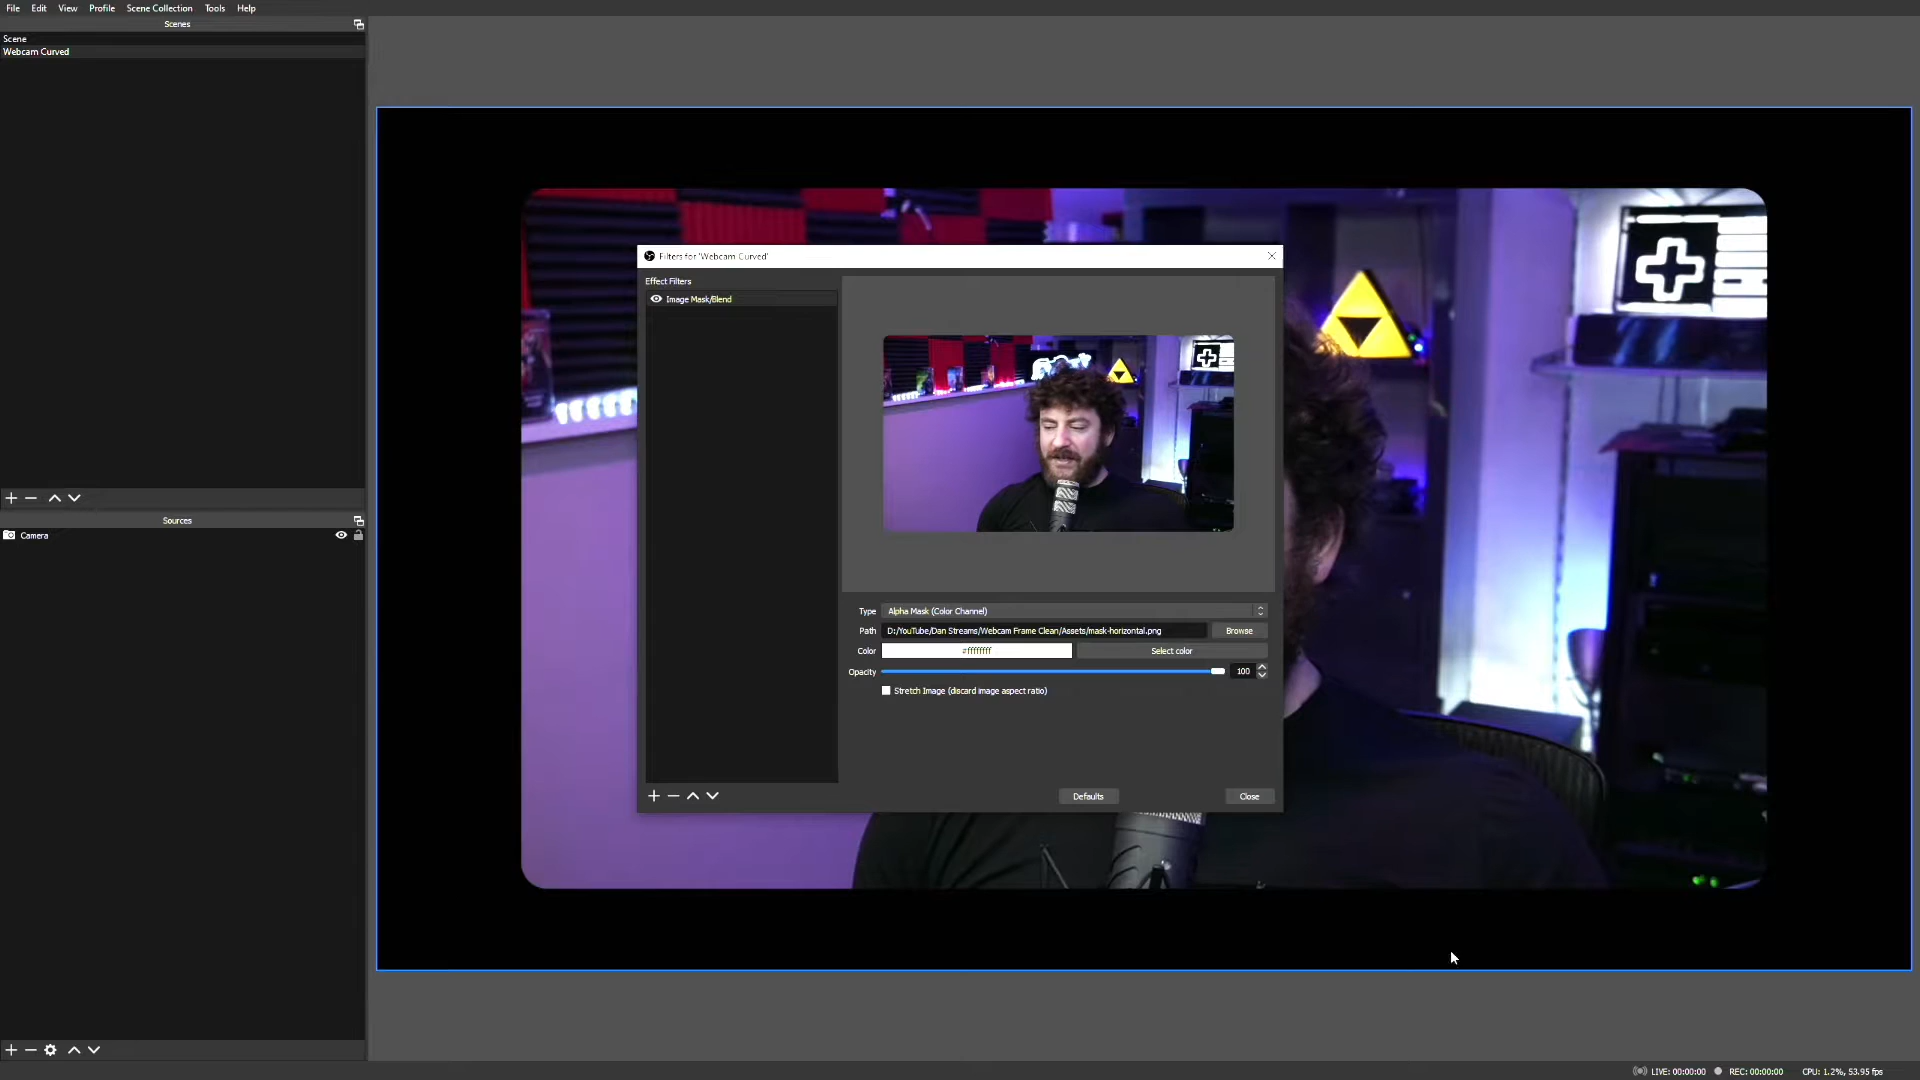 File Edit View Profile Scene Collection Tools Help
Scenes
Scene
Webcam Curved
Sources
Camera
Filters for 'Webcam Curved'
Effect Filters
Image Mask/Blend
Type Alpha Mask (Color Channel)
Path D:/YouTube/Dan Streams/Webcam Frame Clean/Assets/mask-horizontal.png Browse
Color #ffffffff Select color
Opacity 100
Stretch Image (discard image aspect ratio)
Defaults Close
LIVE: 00:00:00 REC: 00:00:00 CPU: 1.2%, 53.95 fps